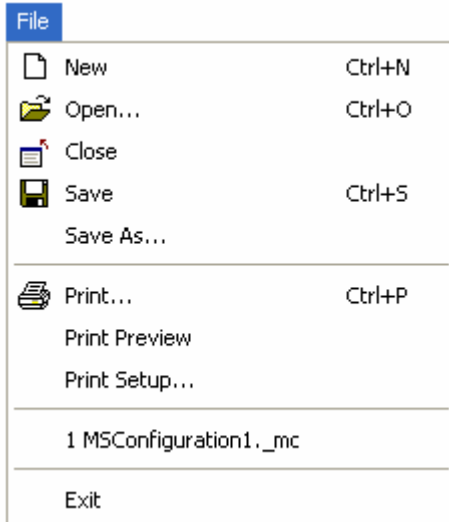 File
New Ctrl+N
Open... Ctrl+O
Close
Save Ctrl+S
Save As...
Print... Ctrl+P
Print Preview
Print Setup...
1 MSConfiguration1._mc
Exit